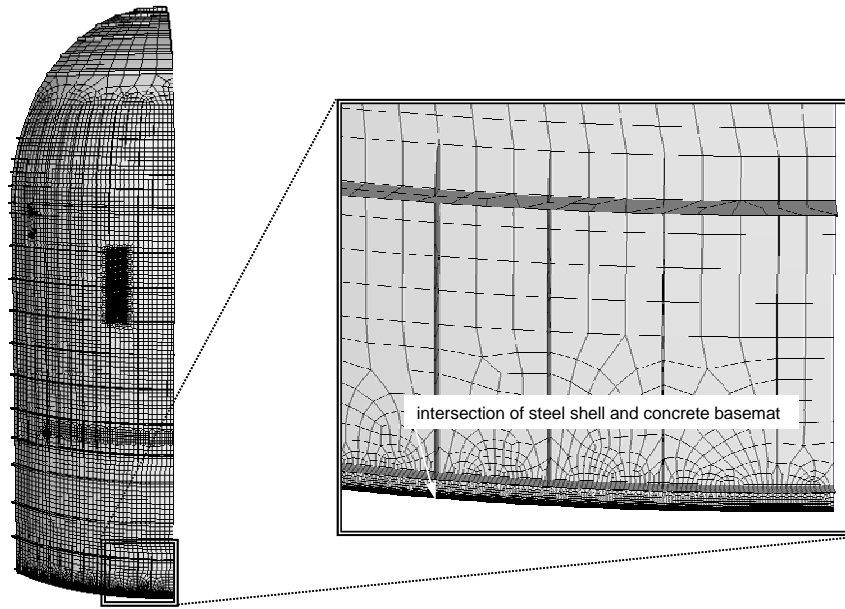 intersection of steel shell and concrete basemat